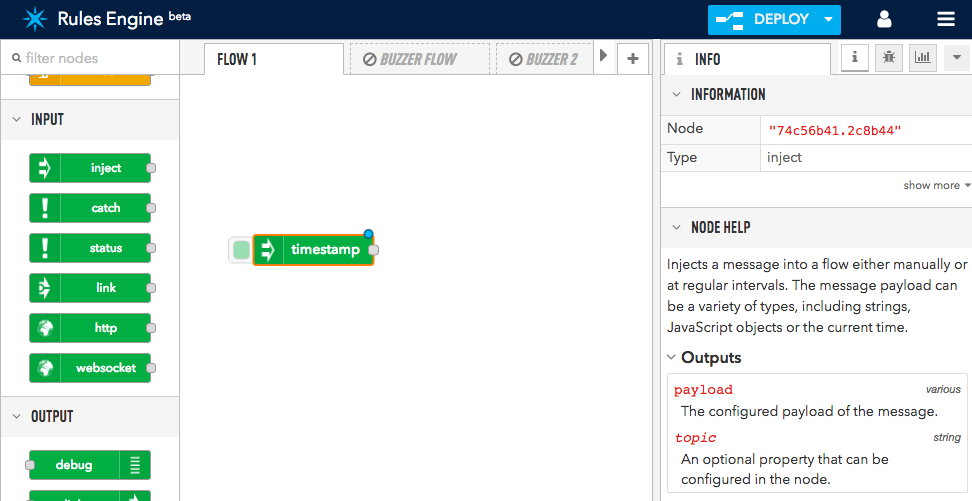 Rules Engine beta
DEPLOY
filter nodes
INPUT
inject
catch
status
link
http
websocket
OUTPUT
debug
FLOW 1
BUZZER FLOW
BUZZER 2
timestamp
INFO
INFORMATION
Node "74c56b41.2c8b44"
Type inject
show more
NODE HELP
Injects a message into a flow either manually or
at regular intervals. The message payload can
be a variety of types, including strings,
JavaScript objects or the current time.
Outputs
payload various
The configured payload of the message.
topic string
An optional property that can be
configured in the node.